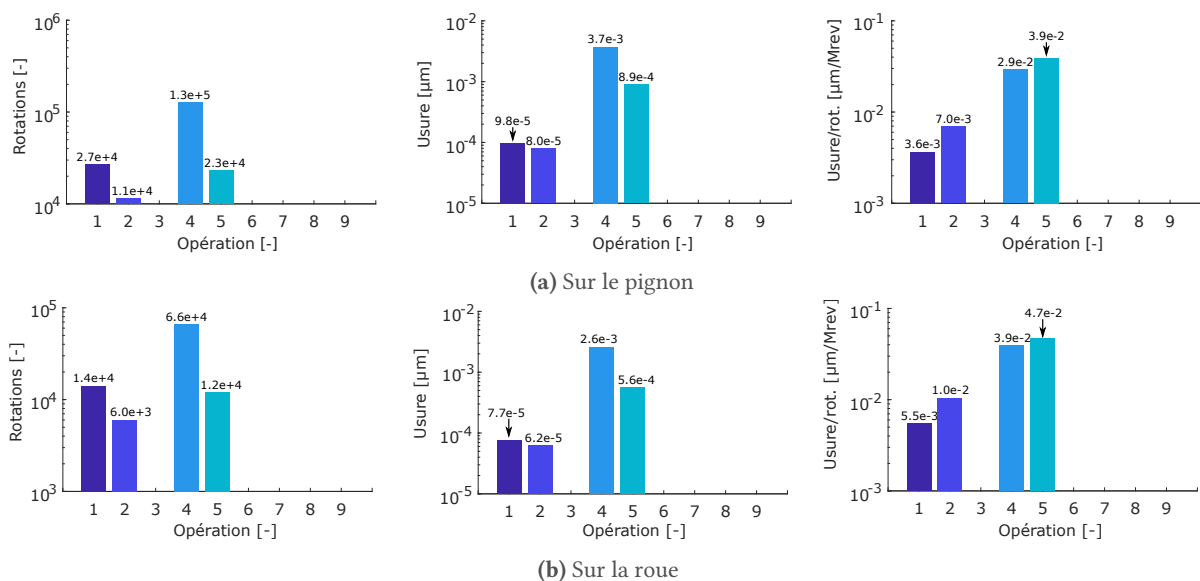 Rotations [-]
10^6
10^5
10^4
2.7e+4
1.1e+4
1.3e+5
2.3e+4
1 2 3 4 5 6 7 8 9
Opération [-]
Usure [µm]
10^-2
10^-3
10^-4
10^-5
9.8e-5
8.0e-5
3.7e-3
8.9e-4
1 2 3 4 5 6 7 8 9
Opération [-]
Usure/rot. [µm/Mrev]
10^-1
10^-2
10^-3
3.6e-3
7.0e-3
2.9e-2
3.9e-2
1 2 3 4 5 6 7 8 9
Opération [-]
(a) Sur le pignon
Rotations [-]
10^5
10^4
10^3
1.4e+4
6.0e+3
6.6e+4
1.2e+4
1 2 3 4 5 6 7 8 9
Opération [-]
Usure [µm]
10^-2
10^-3
10^-4
10^-5
7.7e-5
6.2e-5
2.6e-3
5.6e-4
1 2 3 4 5 6 7 8 9
Opération [-]
Usure/rot. [µm/Mrev]
10^-1
10^-2
10^-3
5.5e-3
1.0e-2
3.9e-2
4.7e-2
1 2 3 4 5 6 7 8 9
Opération [-]
(b) Sur la roue